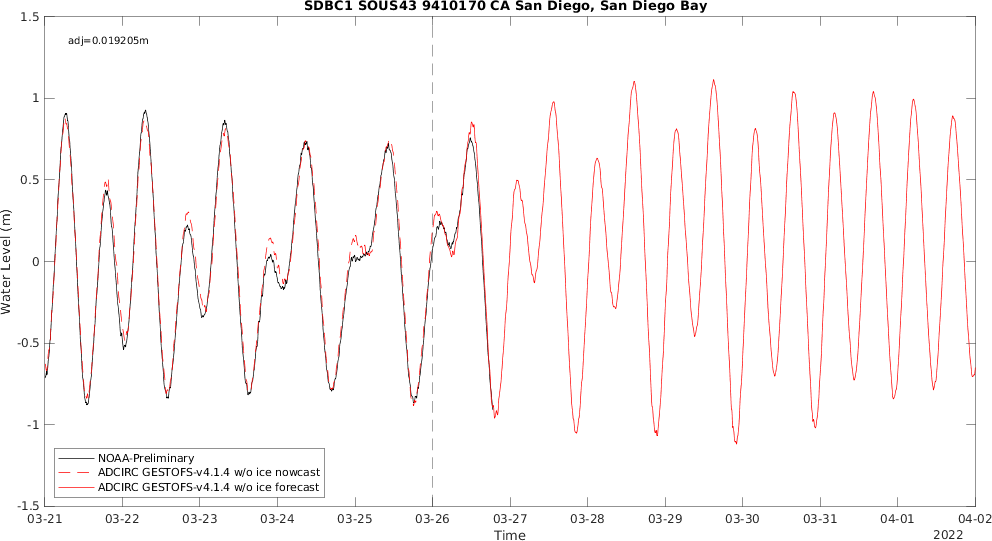 SDBC1 SOUS43 9410170 CA San Diego, San Diego Bay
adj=0.019205m
Water Level (m)
1.5
1
0.5
0
-0.5
-1
-1.5
NOAA-Preliminary
ADCIRC GESTOFS-v4.1.4 w/o ice nowcast
ADCIRC GESTOFS-v4.1.4 w/o ice forecast
03-21 03-22 03-23 03-24 03-25 03-26 03-27 03-28 03-29 03-30 03-31 04-01 04-02
Time
2022